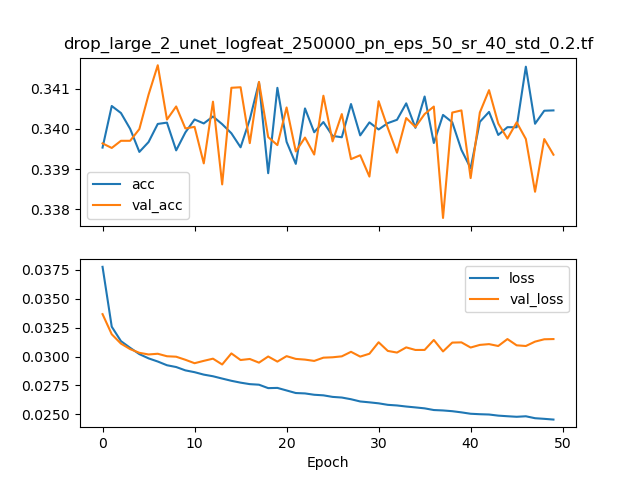 drop_large_2_unet_logfeat_250000_pn_eps_50_sr_40_std_0.2.tf
0.341
0.340
0.339
0.338
acc
val_acc
0.0375
0.0350
0.0325
0.0300
0.0275
0.0250
loss
val_loss
0 10 20 30 40 50
Epoch